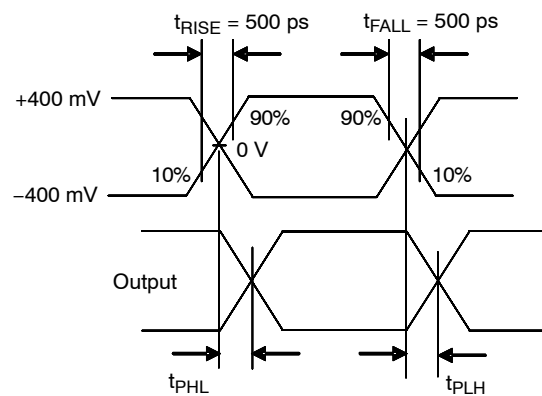 tRISE = 500 ps tFALL = 500 ps
+400 mV
90% 90%
0 V
10% 10%
−400 mV
Output
tPHL tPLH